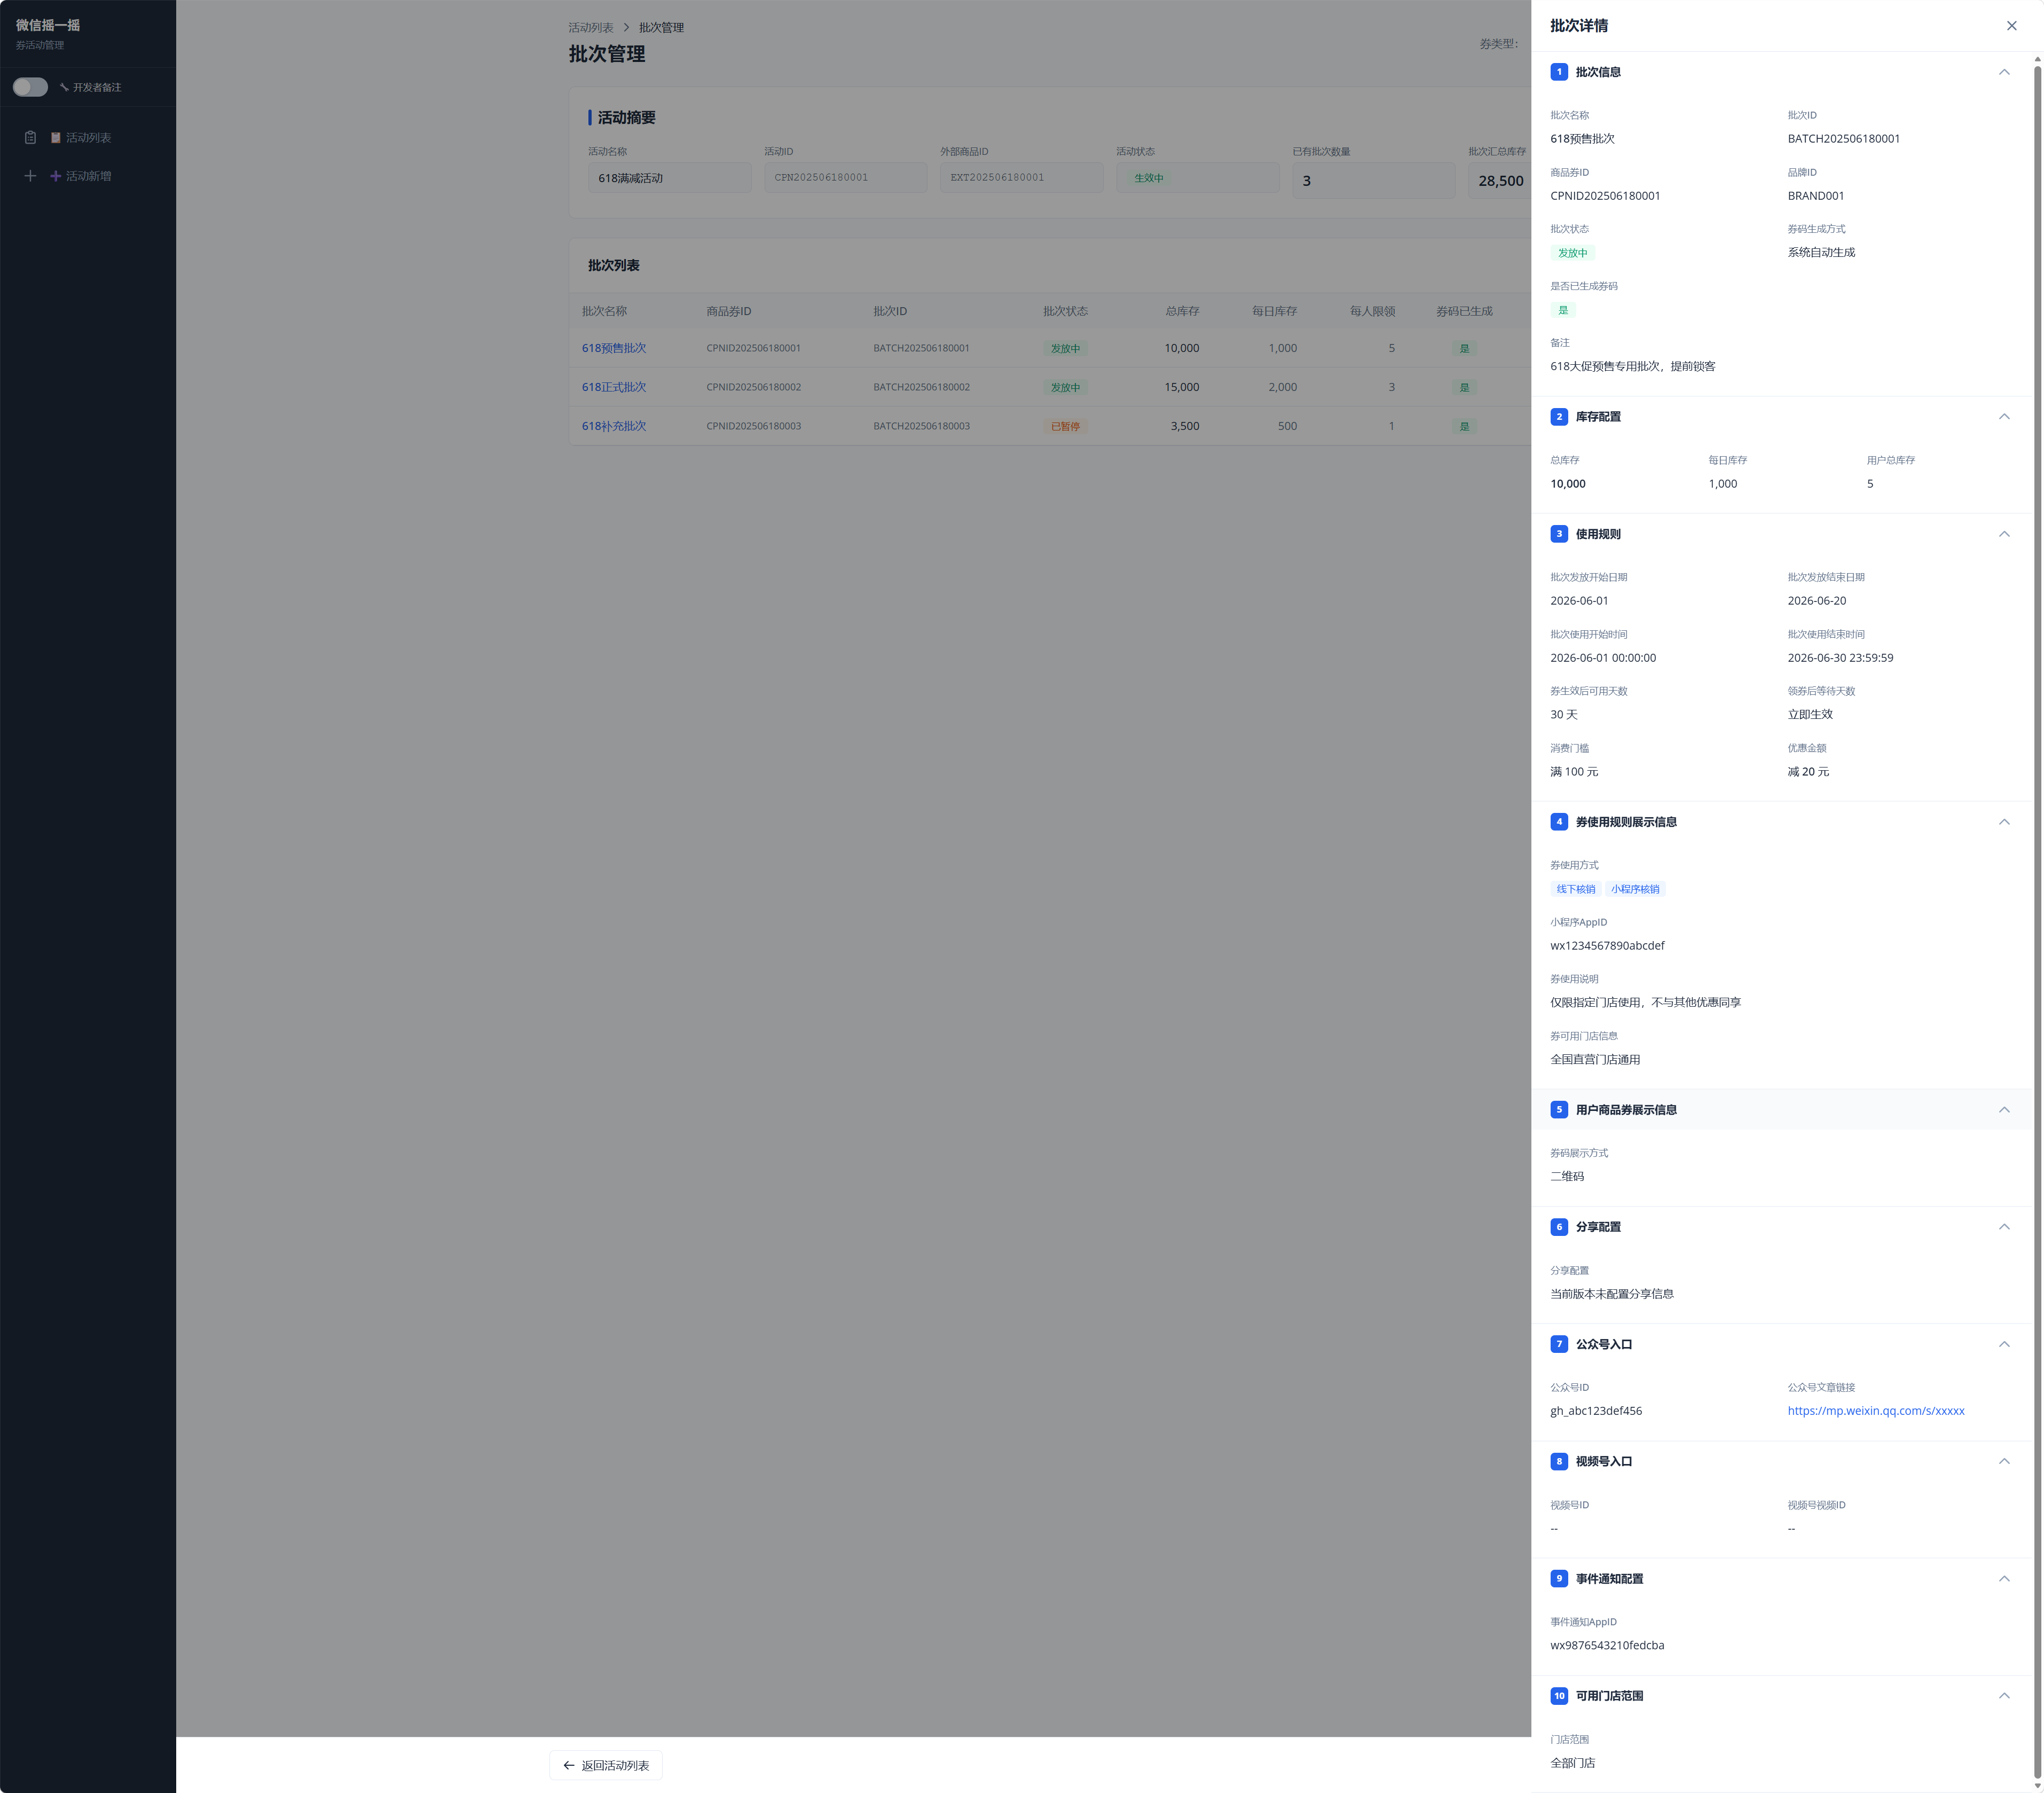 微信摇一摇
券活动管理
开发者备注
活动列表
活动新增
活动列表 > 批次管理
批次管理
券类型:
活动摘要
活动名称 活动ID 外部商品ID 活动状态 已有批次数量 批次汇总库存
618满减活动 CPN202506180001 EXT202506180001 生效中 3 28,500
批次列表
批次名称 商品券ID 批次ID 批次状态 总库存 每日库存 每人限领 券码已生成
618预售批次 CPNID202506180001 BATCH202506180001 发放中 10,000 1,000 5 是
618正式批次 CPNID202506180002 BATCH202506180002 发放中 15,000 2,000 3 是
618补充批次 CPNID202506180003 BATCH202506180003 已暂停 3,500 500 1 是
返回活动列表
批次详情
1 批次信息
批次名称 批次ID
618预售批次 BATCH202506180001
商品券ID 品牌ID
CPNID202506180001 BRAND001
批次状态 券码生成方式
发放中 系统自动生成
是否已生成券码
是
备注
618大促预售专用批次，提前锁客
2 库存配置
总库存 每日库存 用户总库存
10,000 1,000 5
3 使用规则
批次发放开始日期 批次发放结束日期
2026-06-01 2026-06-20
批次使用开始时间 批次使用结束时间
2026-06-01 00:00:00 2026-06-30 23:59:59
券生效后可用天数 领券后等待天数
30 天 立即生效
消费门槛 优惠金额
满 100 元 减 20 元
4 券使用规则展示信息
券使用方式
线下核销 小程序核销
小程序AppID
wx1234567890abcdef
券使用说明
仅限指定门店使用，不与其他优惠同享
券可用门店信息
全国直营门店通用
5 用户商品券展示信息
券码展示方式
二维码
6 分享配置
分享配置
当前版本未配置分享信息
7 公众号入口
公众号ID 公众号文章链接
gh_abc123def456 https://mp.weixin.qq.com/s/xxxxx
8 视频号入口
视频号ID 视频号视频ID
-- --
9 事件通知配置
事件通知AppID
wx9876543210fedcba
10 可用门店范围
门店范围
全部门店